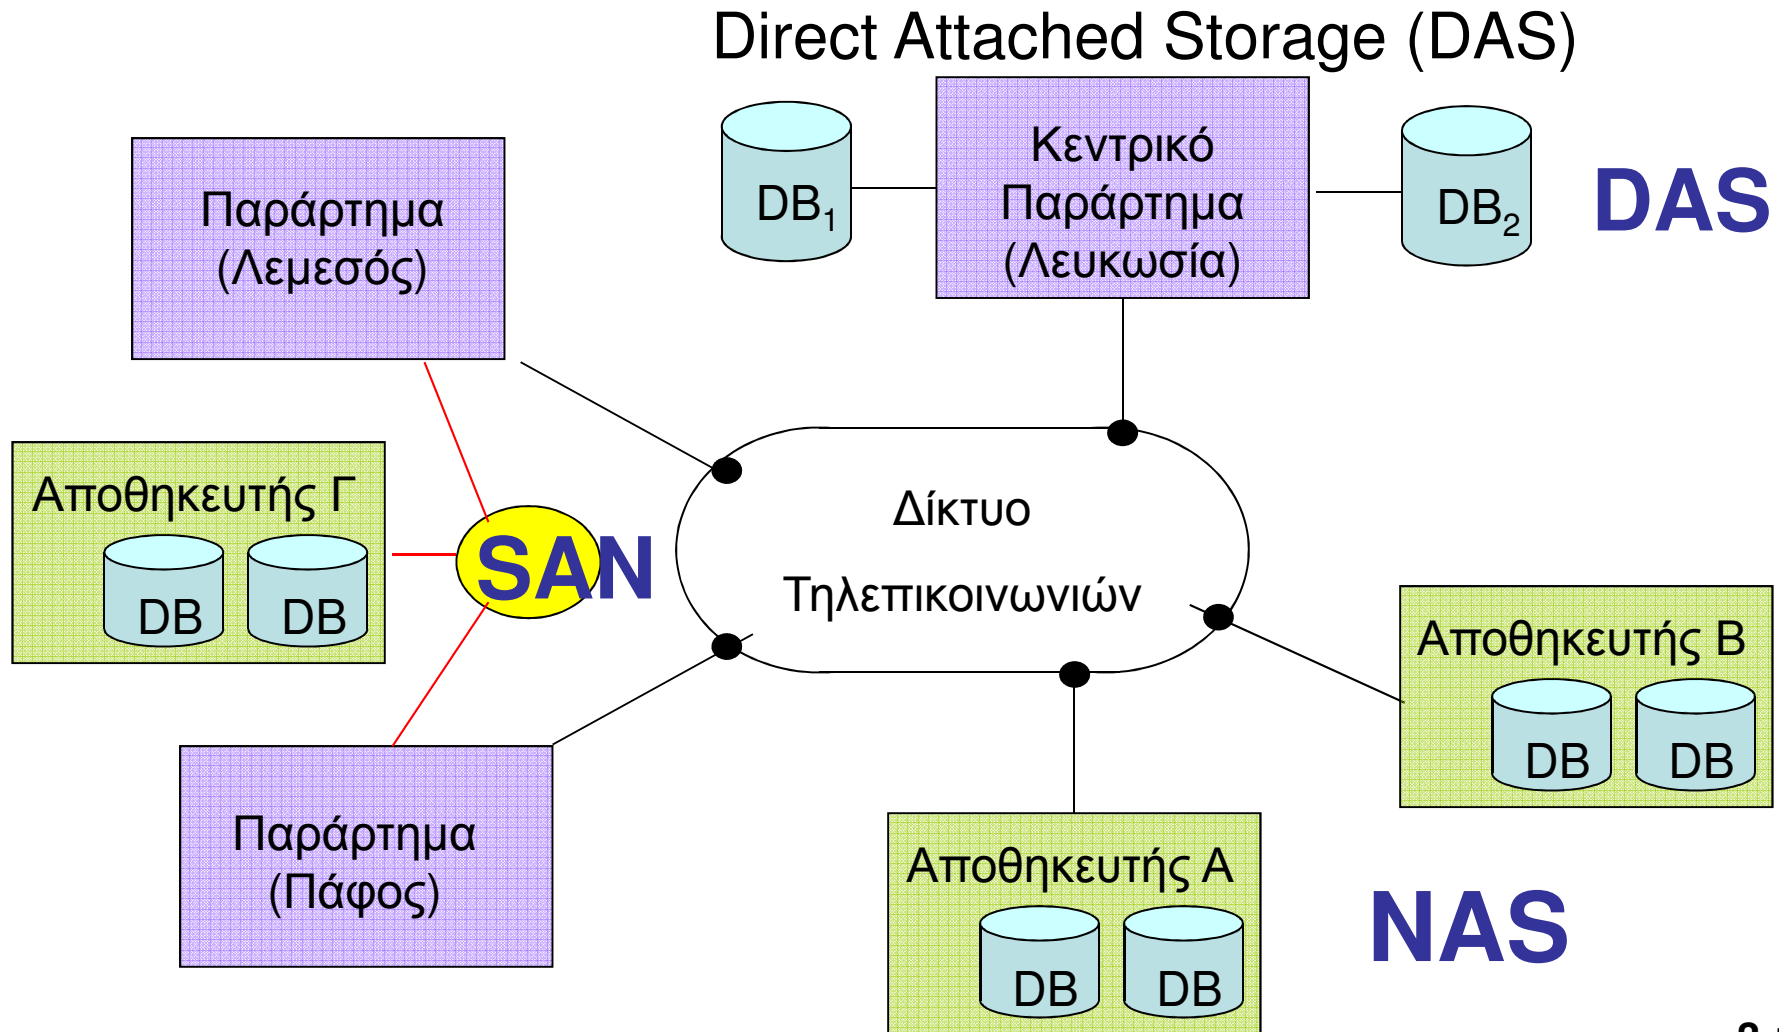 Direct Attached Storage (DAS)
Παράρτημα
(Λεμεσός)
DB1
Κεντρικό
Παράρτημα
(Λευκωσία)
DB2
DAS
Αποθηκευτής Γ
DB DB
SAN
Δίκτυο
Τηλεπικοινωνιών
Αποθηκευτής Β
DB DB
Παράρτημα
(Πάφος)
Αποθηκευτής Α
DB DB
NAS